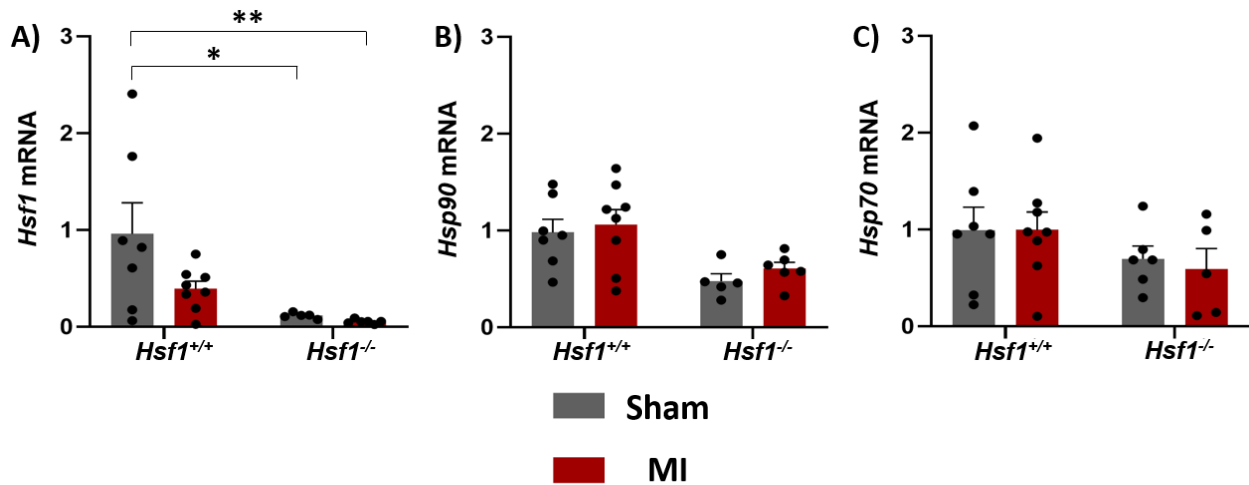 A)
**
*
3
2
1
0
Hsf1 mRNA
Hsf1+/+
Hsf1-/-
B)
3
2
1
0
Hsp90 mRNA
Hsf1+/+
Hsf1-/-
C)
3
2
1
0
Hsp70 mRNA
Hsf1+/+
Hsf1-/-
Sham
MI